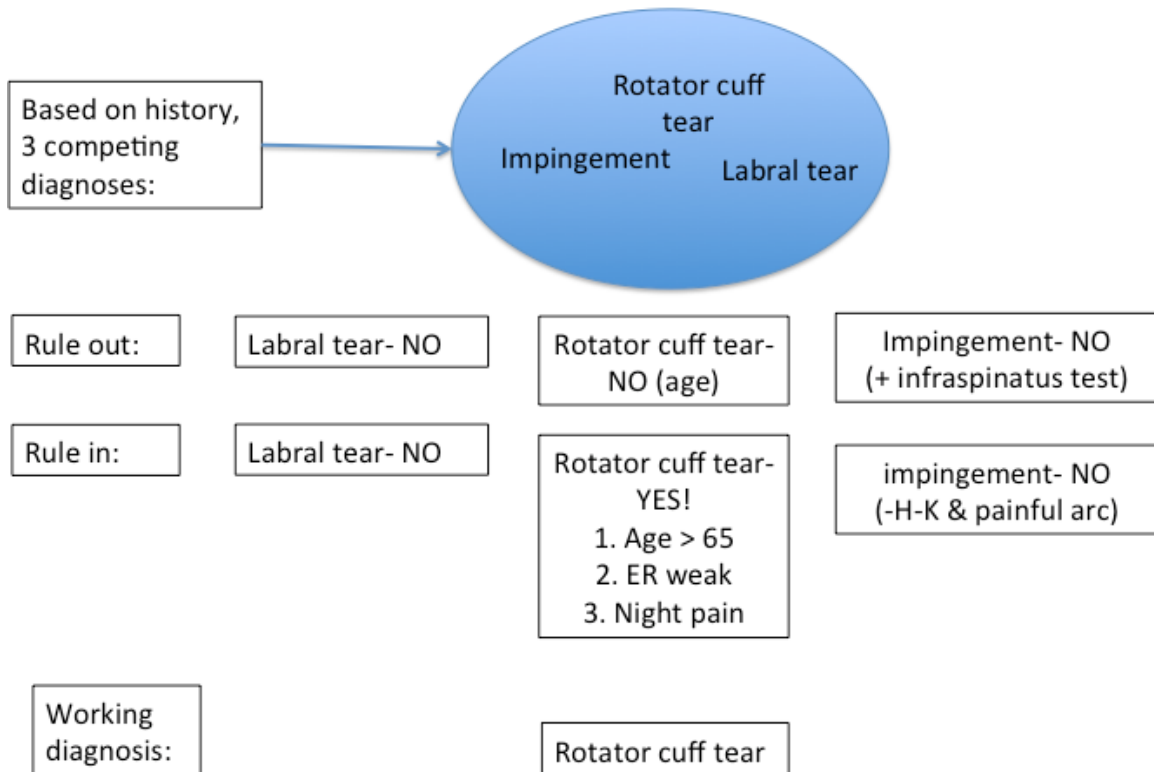 Based on history,
3 competing
diagnoses:
Rotator cuff
tear
Impingement
Labral tear
Rule out:
Labral tear- NO
Rotator cuff tear-
NO (age)
Impingement- NO
(+ infraspinatus test)
Rule in:
Labral tear- NO
Rotator cuff tear-
YES!
1. Age > 65
2. ER weak
3. Night pain
impingement- NO
(-H-K & painful arc)
Working
diagnosis:
Rotator cuff tear